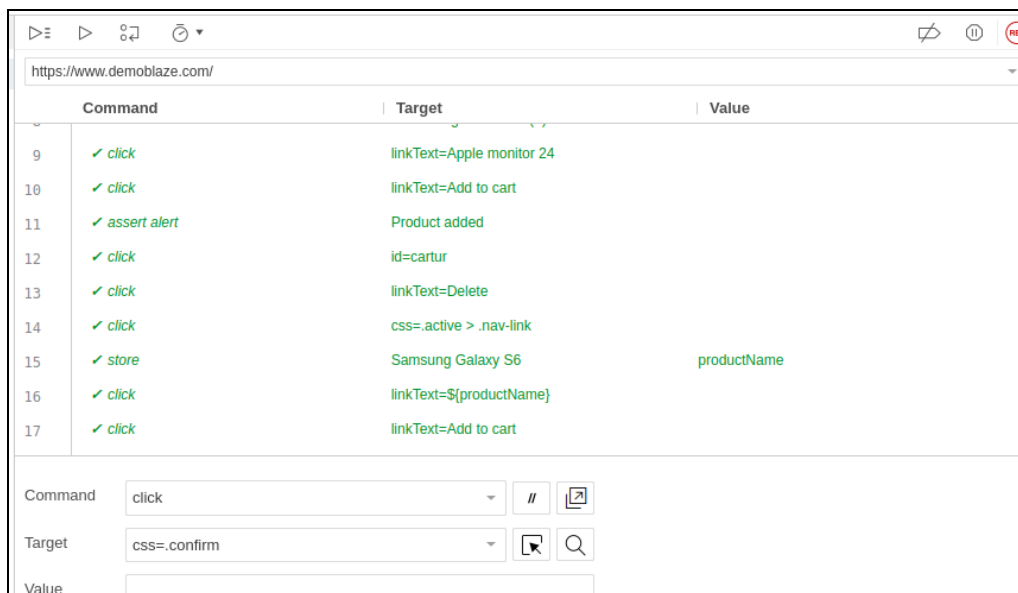 RE
https://www.demoblaze.com/
Command Target Value
9 ✓ click linkText=Apple monitor 24
10 ✓ click linkText=Add to cart
11 ✓ assert alert Product added
12 ✓ click id=cartur
13 ✓ click linkText=Delete
14 ✓ click css=.active > .nav-link
15 ✓ store Samsung Galaxy S6 productName
16 ✓ click linkText=${productName}
17 ✓ click linkText=Add to cart
Command click //
Target css=.confirm
Value